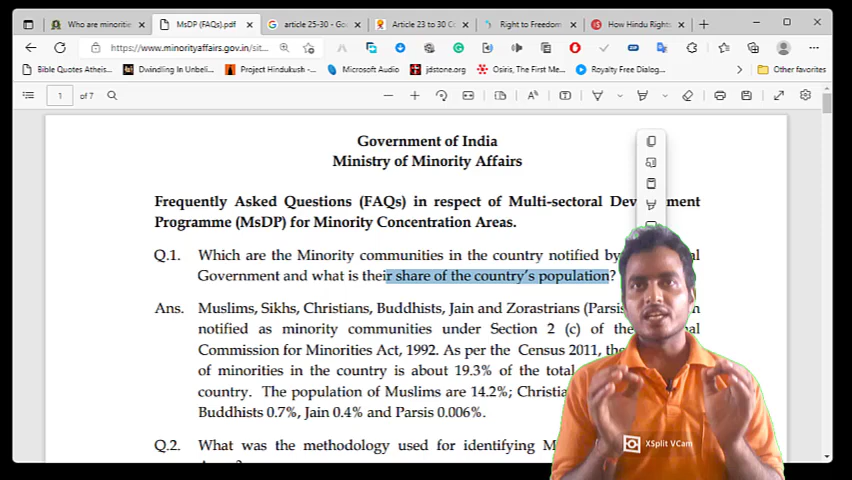 Who are minoritie
MsDP (FAQs).pdf
article 25-30 - Go
Article 23 to 30 C
Right to Freedom
How Hindu Rights
https://www.minorityaffairs.gov.in/sit...
Bible Quotes Atheis...
Dwindling In Unbeli...
Project Hindukush -...
Microsoft Audio
jdstone.org
Osiris, The First Me...
Royalty Free Dialog...
Other favorites
1 of 7
Government of India
Ministry of Minority Affairs
Frequently Asked Questions (FAQs) in respect of Multi-sectoral Dev ment
Programme (MsDP) for Minority Concentration Areas.
Q.1. Which are the Minority communities in the country notified by al
Government and what is their share of the country's population?
Ans. Muslims, Sikhs, Christians, Buddhists, Jain and Zorastrians (Parsis n
notified as minority communities under Section 2 (c) of the nal
Commission for Minorities Act, 1992. As per the Census 2011, the
of minorities in the country is about 19.3% of the total
country. The population of Muslims are 14.2%; Christi
Buddhists 0.7%, Jain 0.4% and Parsis 0.006%.
Q.2. What was the methodology used for identifying M
XSplit VCam